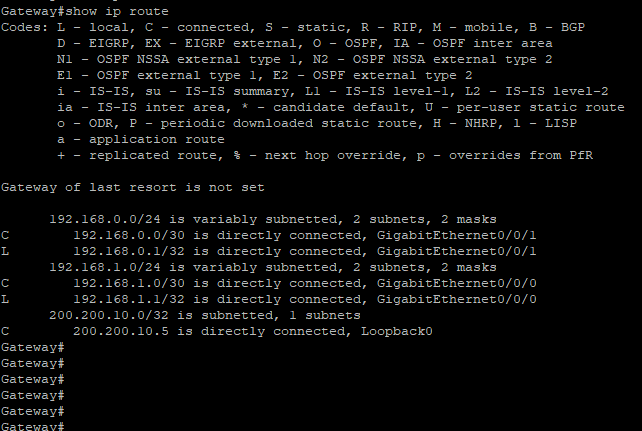 Gateway#show ip route
Codes: L - local, C - connected, S - static, R - RIP, M - mobile, B - BGP
       D - EIGRP, EX - EIGRP external, O - OSPF, IA - OSPF inter area
       N1 - OSPF NSSA external type 1, N2 - OSPF NSSA external type 2
       E1 - OSPF external type 1, E2 - OSPF external type 2
       i - IS-IS, su - IS-IS summary, L1 - IS-IS level-1, L2 - IS-IS level-2
       ia - IS-IS inter area, * - candidate default, U - per-user static route
       o - ODR, P - periodic downloaded static route, H - NHRP, l - LISP
       a - application route
       + - replicated route, % - next hop override, p - overrides from PfR

Gateway of last resort is not set

      192.168.0.0/24 is variably subnetted, 2 subnets, 2 masks
C        192.168.0.0/30 is directly connected, GigabitEthernet0/0/1
L        192.168.0.1/32 is directly connected, GigabitEthernet0/0/1
      192.168.1.0/24 is variably subnetted, 2 subnets, 2 masks
C        192.168.1.0/30 is directly connected, GigabitEthernet0/0/0
L        192.168.1.1/32 is directly connected, GigabitEthernet0/0/0
      200.200.10.0/32 is subnetted, 1 subnets
C        200.200.10.5 is directly connected, Loopback0
Gateway#
Gateway#
Gateway#
Gateway#
Gateway#
Gateway#